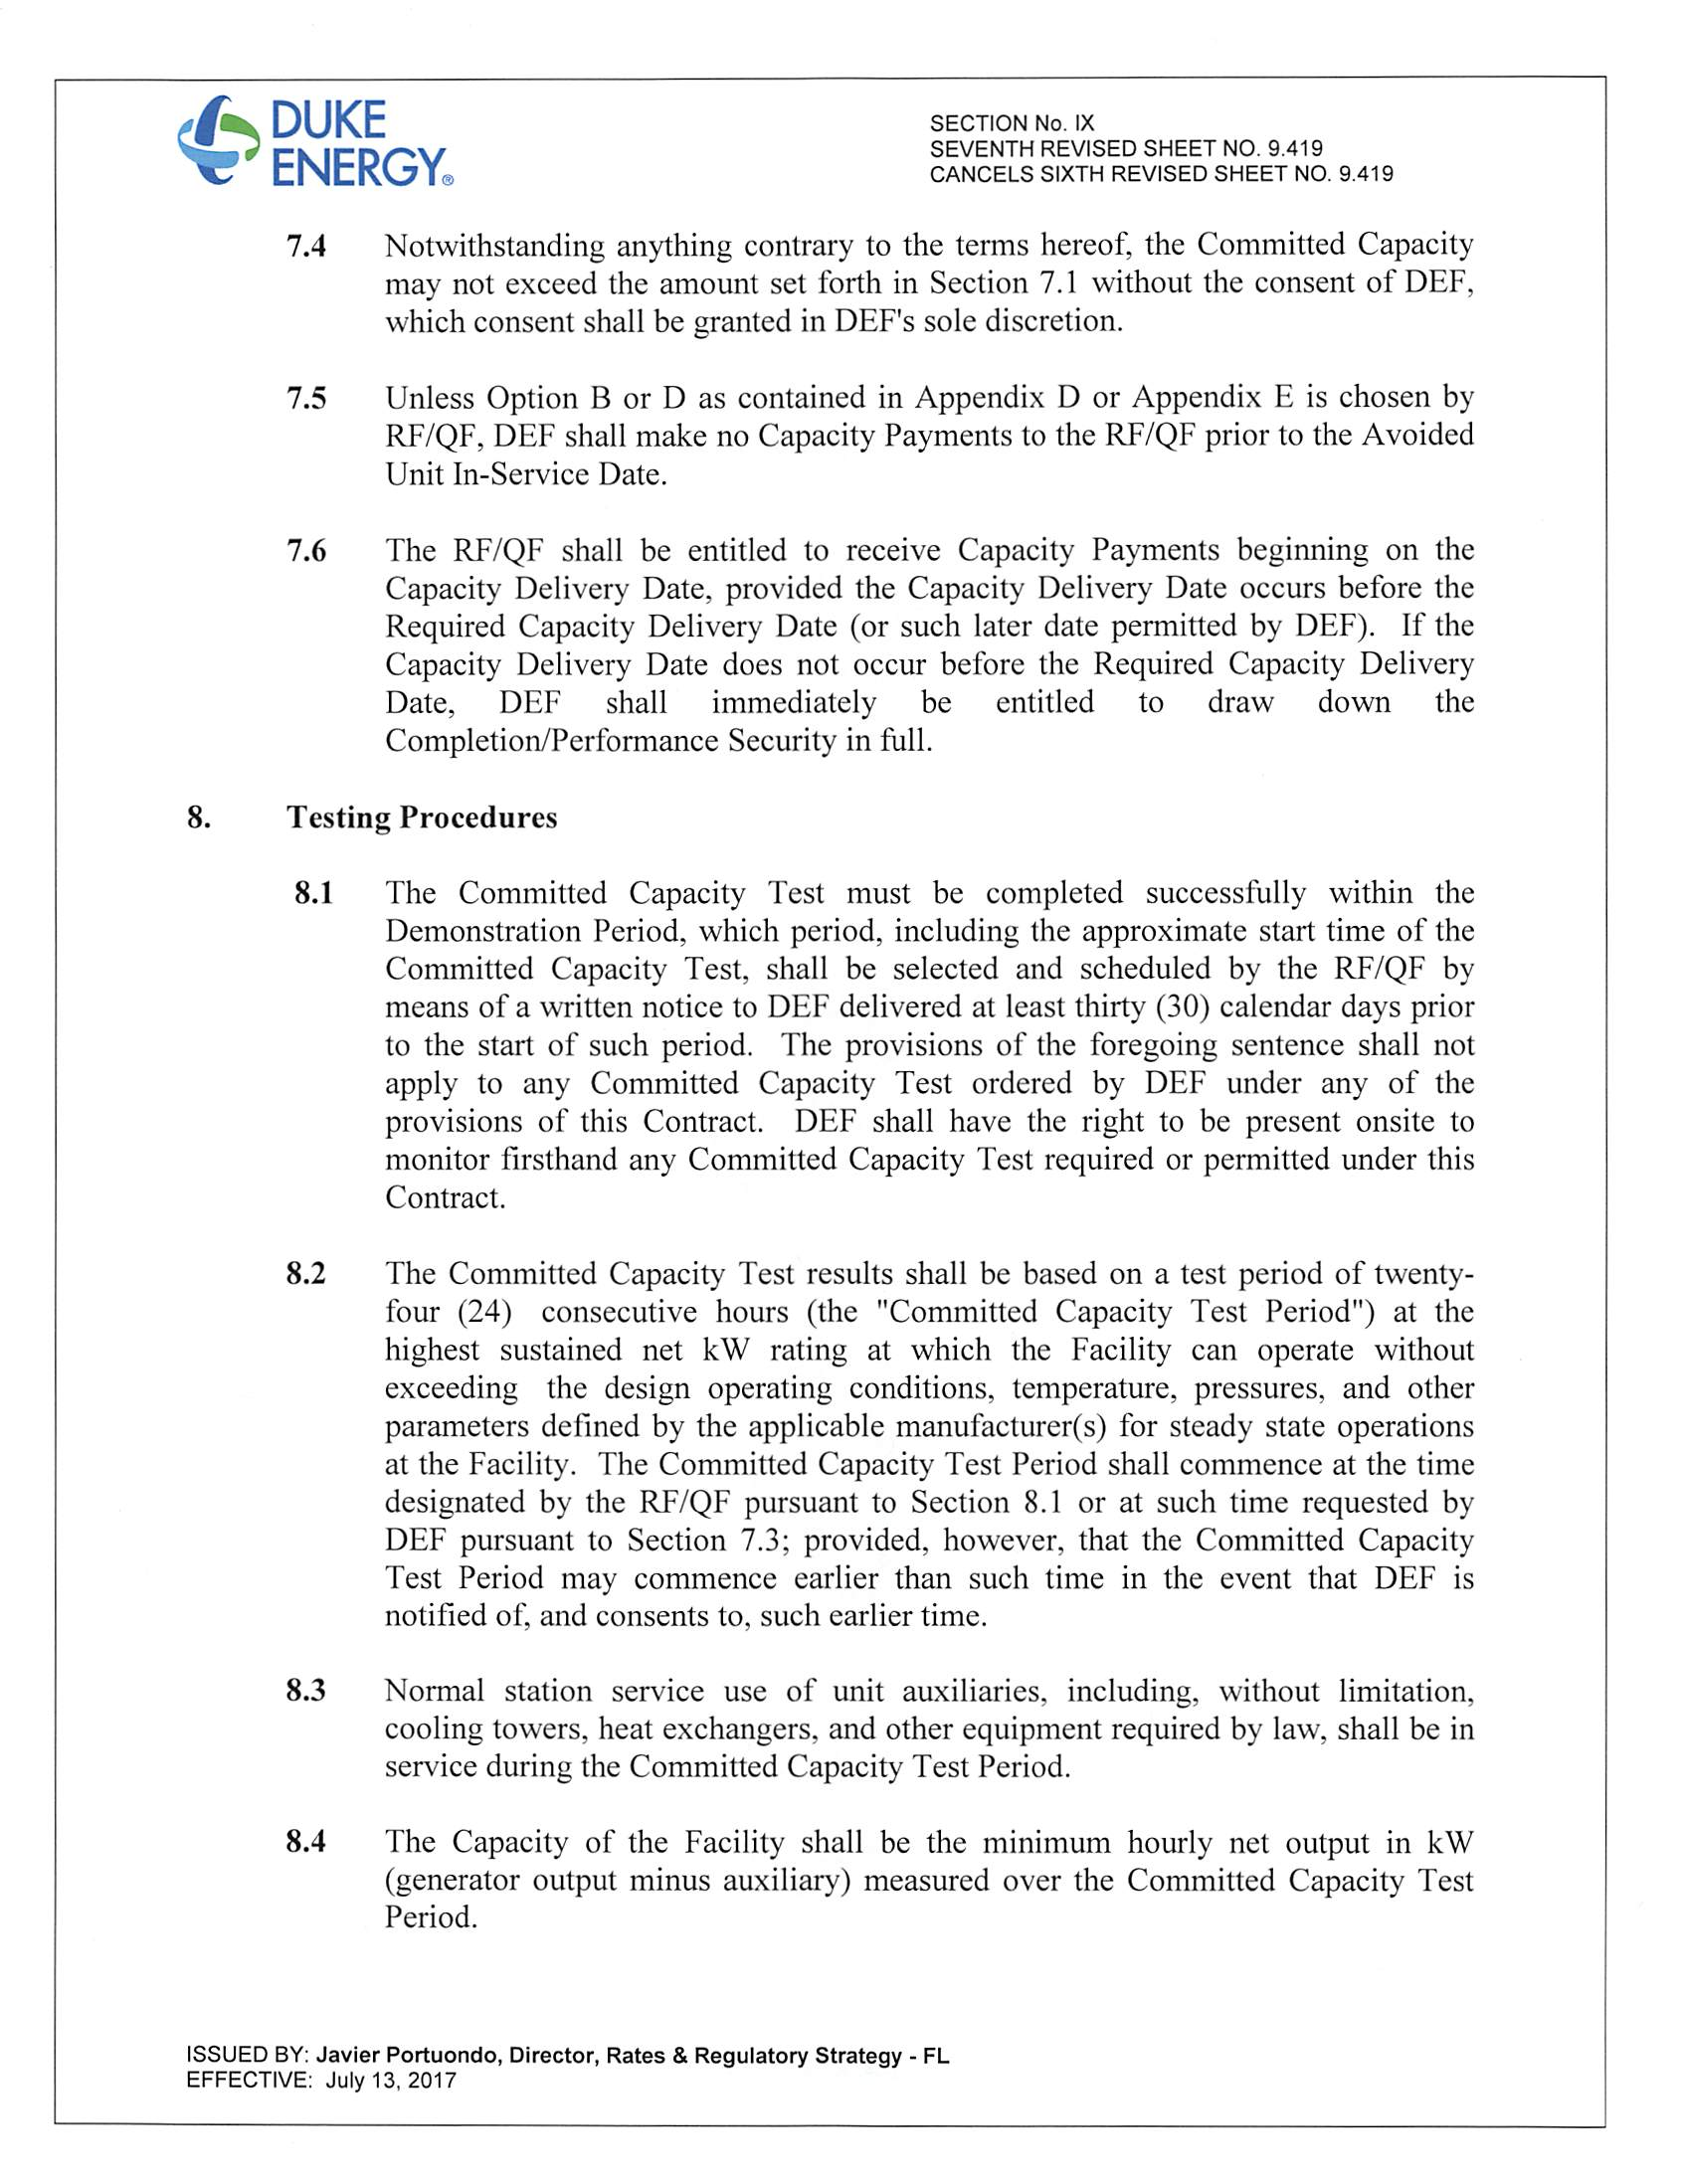 DUKE
ENERGY®
SECTION No. IX
SEVENTH REVISED SHEET NO. 9.419
CANCELS SIXTH REVISED SHEET NO. 9.419
7.4 Notwithstanding anything contrary to the terms hereof, the Committed Capacity
may not exceed the amount set forth in Section 7.1 without the consent of DEF,
which consent shall be granted in DEF's sole discretion.
7.5 Unless Option B or D as contained in Appendix D or Appendix E is chosen by
RF/QF, DEF shall make no Capacity Payments to the RF/QF prior to the Avoided
Unit In-Service Date.
7.6 The RF/QF shall be entitled to receive Capacity Payments beginning on the
Capacity Delivery Date, provided the Capacity Delivery Date occurs before the
Required Capacity Delivery Date (or such later date permitted by DEF). If the
Capacity Delivery Date does not occur before the Required Capacity Delivery
Date, DEF shall immediately be entitled to draw down the
Completion/Performance Security in full.
8. Testing Procedures
8.1 The Committed Capacity Test must be completed successfully within the
Demonstration Period, which period, including the approximate start time of the
Committed Capacity Test, shall be selected and scheduled by the RF/QF by
means of a written notice to DEF delivered at least thirty (30) calendar days prior
to the start of such period. The provisions of the foregoing sentence shall not
apply to any Committed Capacity Test ordered by DEF under any of the
provisions of this Contract. DEF shall have the right to be present onsite to
monitor firsthand any Committed Capacity Test required or permitted under this
Contract.
8.2 The Committed Capacity Test results shall be based on a test period of twenty-
four (24) consecutive hours (the "Committed Capacity Test Period") at the
highest sustained net kW rating at which the Facility can operate without
exceeding the design operating conditions, temperature, pressures, and other
parameters defined by the applicable manufacturer(s) for steady state operations
at the Facility. The Committed Capacity Test Period shall commence at the time
designated by the RF/QF pursuant to Section 8.1 or at such time requested by
DEF pursuant to Section 7.3; provided, however, that the Committed Capacity
Test Period may commence earlier than such time in the event that DEF is
notified of, and consents to, such earlier time.
8.3 Normal station service use of unit auxiliaries, including, without limitation,
cooling towers, heat exchangers, and other equipment required by law, shall be in
service during the Committed Capacity Test Period.
8.4 The Capacity of the Facility shall be the minimum hourly net output in kW
(generator output minus auxiliary) measured over the Committed Capacity Test
Period.
ISSUED BY: Javier Portuondo, Director, Rates & Regulatory Strategy - FL
EFFECTIVE: July 13, 2017